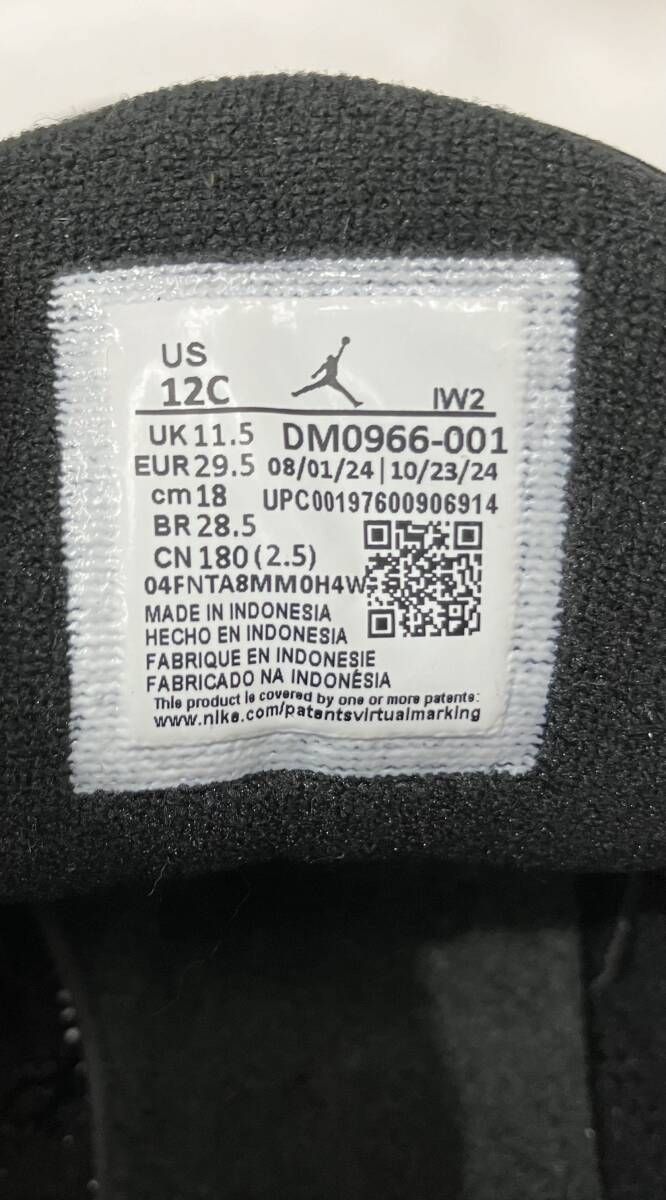 US
12C
IW2
UK 11.5 DM0966-001
EUR 29.5 08/01/24 | 10/23/24
cm 18 UPC00197600906914
BR 28.5
CN 180 (2.5)
04FNTA8MM0H4W
MADE IN INDONESIA
HECHO EN INDONESIA
FABRIQUE EN INDONESIE
FABRICADO NA INDONÉSIA
This product is covered by one or more patents:
www.nike.com/patentsvirtualmarking